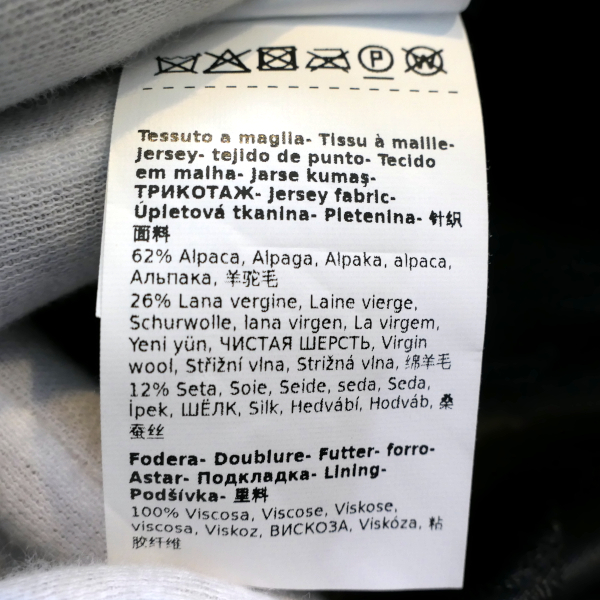 P W
Tessuto a maglia- Tissu à maille-
Jersey- tejido de punto- Tecido
em malha- Jarse kumaş-
ТРИКОТАЖ- Jersey fabric-
Úpletová tkanina- Pletenina- 针织
面料
62% Alpaca, Alpaga, Alpaka, alpaca,
Альпака, 羊驼毛
26% Lana vergine, Laine vierge,
Schurwolle, lana virgen, La virgem,
Yeni yün, ЧИСТАЯ ШЕРСТЬ, Virgin
wool, Střižní vlna, Strižná vlna, 绵羊毛
12% Seta, Soie, Seide, seda, Seda,
İpek, ШЁЛК, Silk, Hedvábí, Hodváb, 桑
蚕丝
Fodera- Doublure- Futter- forro-
Astar- Подкладка- Lining-
Podšívka- 里料
100% Viscosa, Viscose, Viskose,
viscosa, Viskoz, ВИСКОЗА, Viskóza, 粘
胶纤维